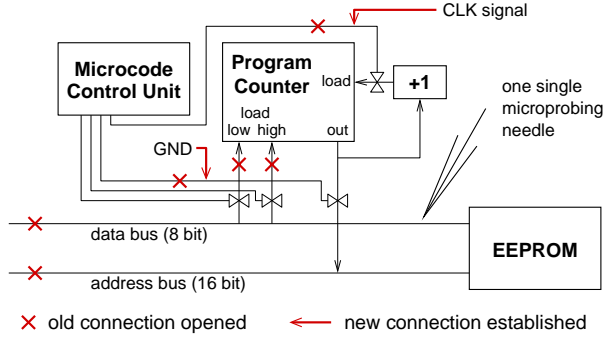 CLK signal
Microcode
Control Unit
Program
Counter
load
+1
load
low high
out
GND
one single
microprobing
needle
data bus (8 bit)
EEPROM
address bus (16 bit)
old connection opened
new connection established